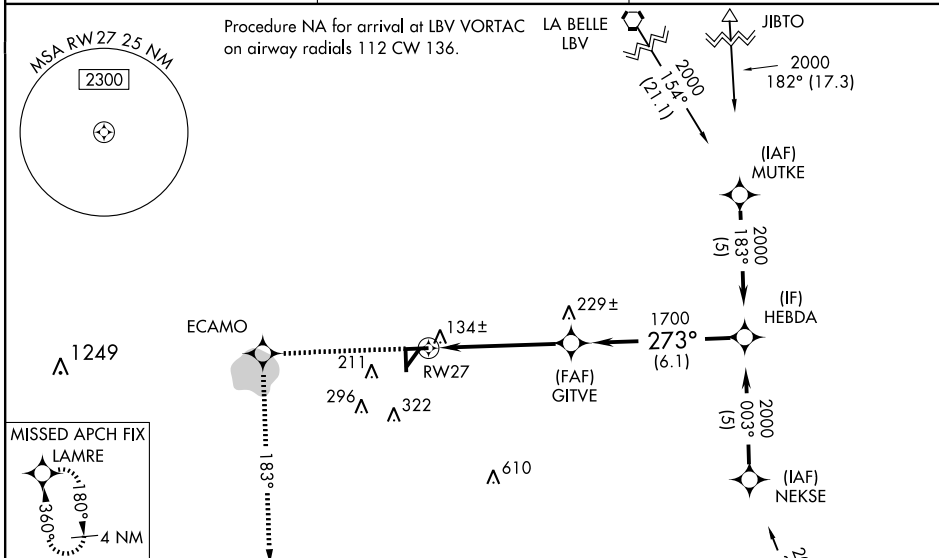 MSA RW27 25 NM
2300
Procedure NA for arrival at LBV VORTAC
on airway radials 112 CW 136.
LA BELLE
LBV
2000
154°
(21.1)
JIBTO
2000
182° (17.3)
(IAF)
MUTKE
2000
183°
(5)
(IF)
HEBDA
1700
273°
(6.1)
229±
(FAF)
GITVE
134±
RW27
ECAMO
211
296
322
1249
610
2000
003°
(5)
(IAF)
NEKSE
183°
MISSED APCH FIX
LAMRE
180°
360°
4 NM